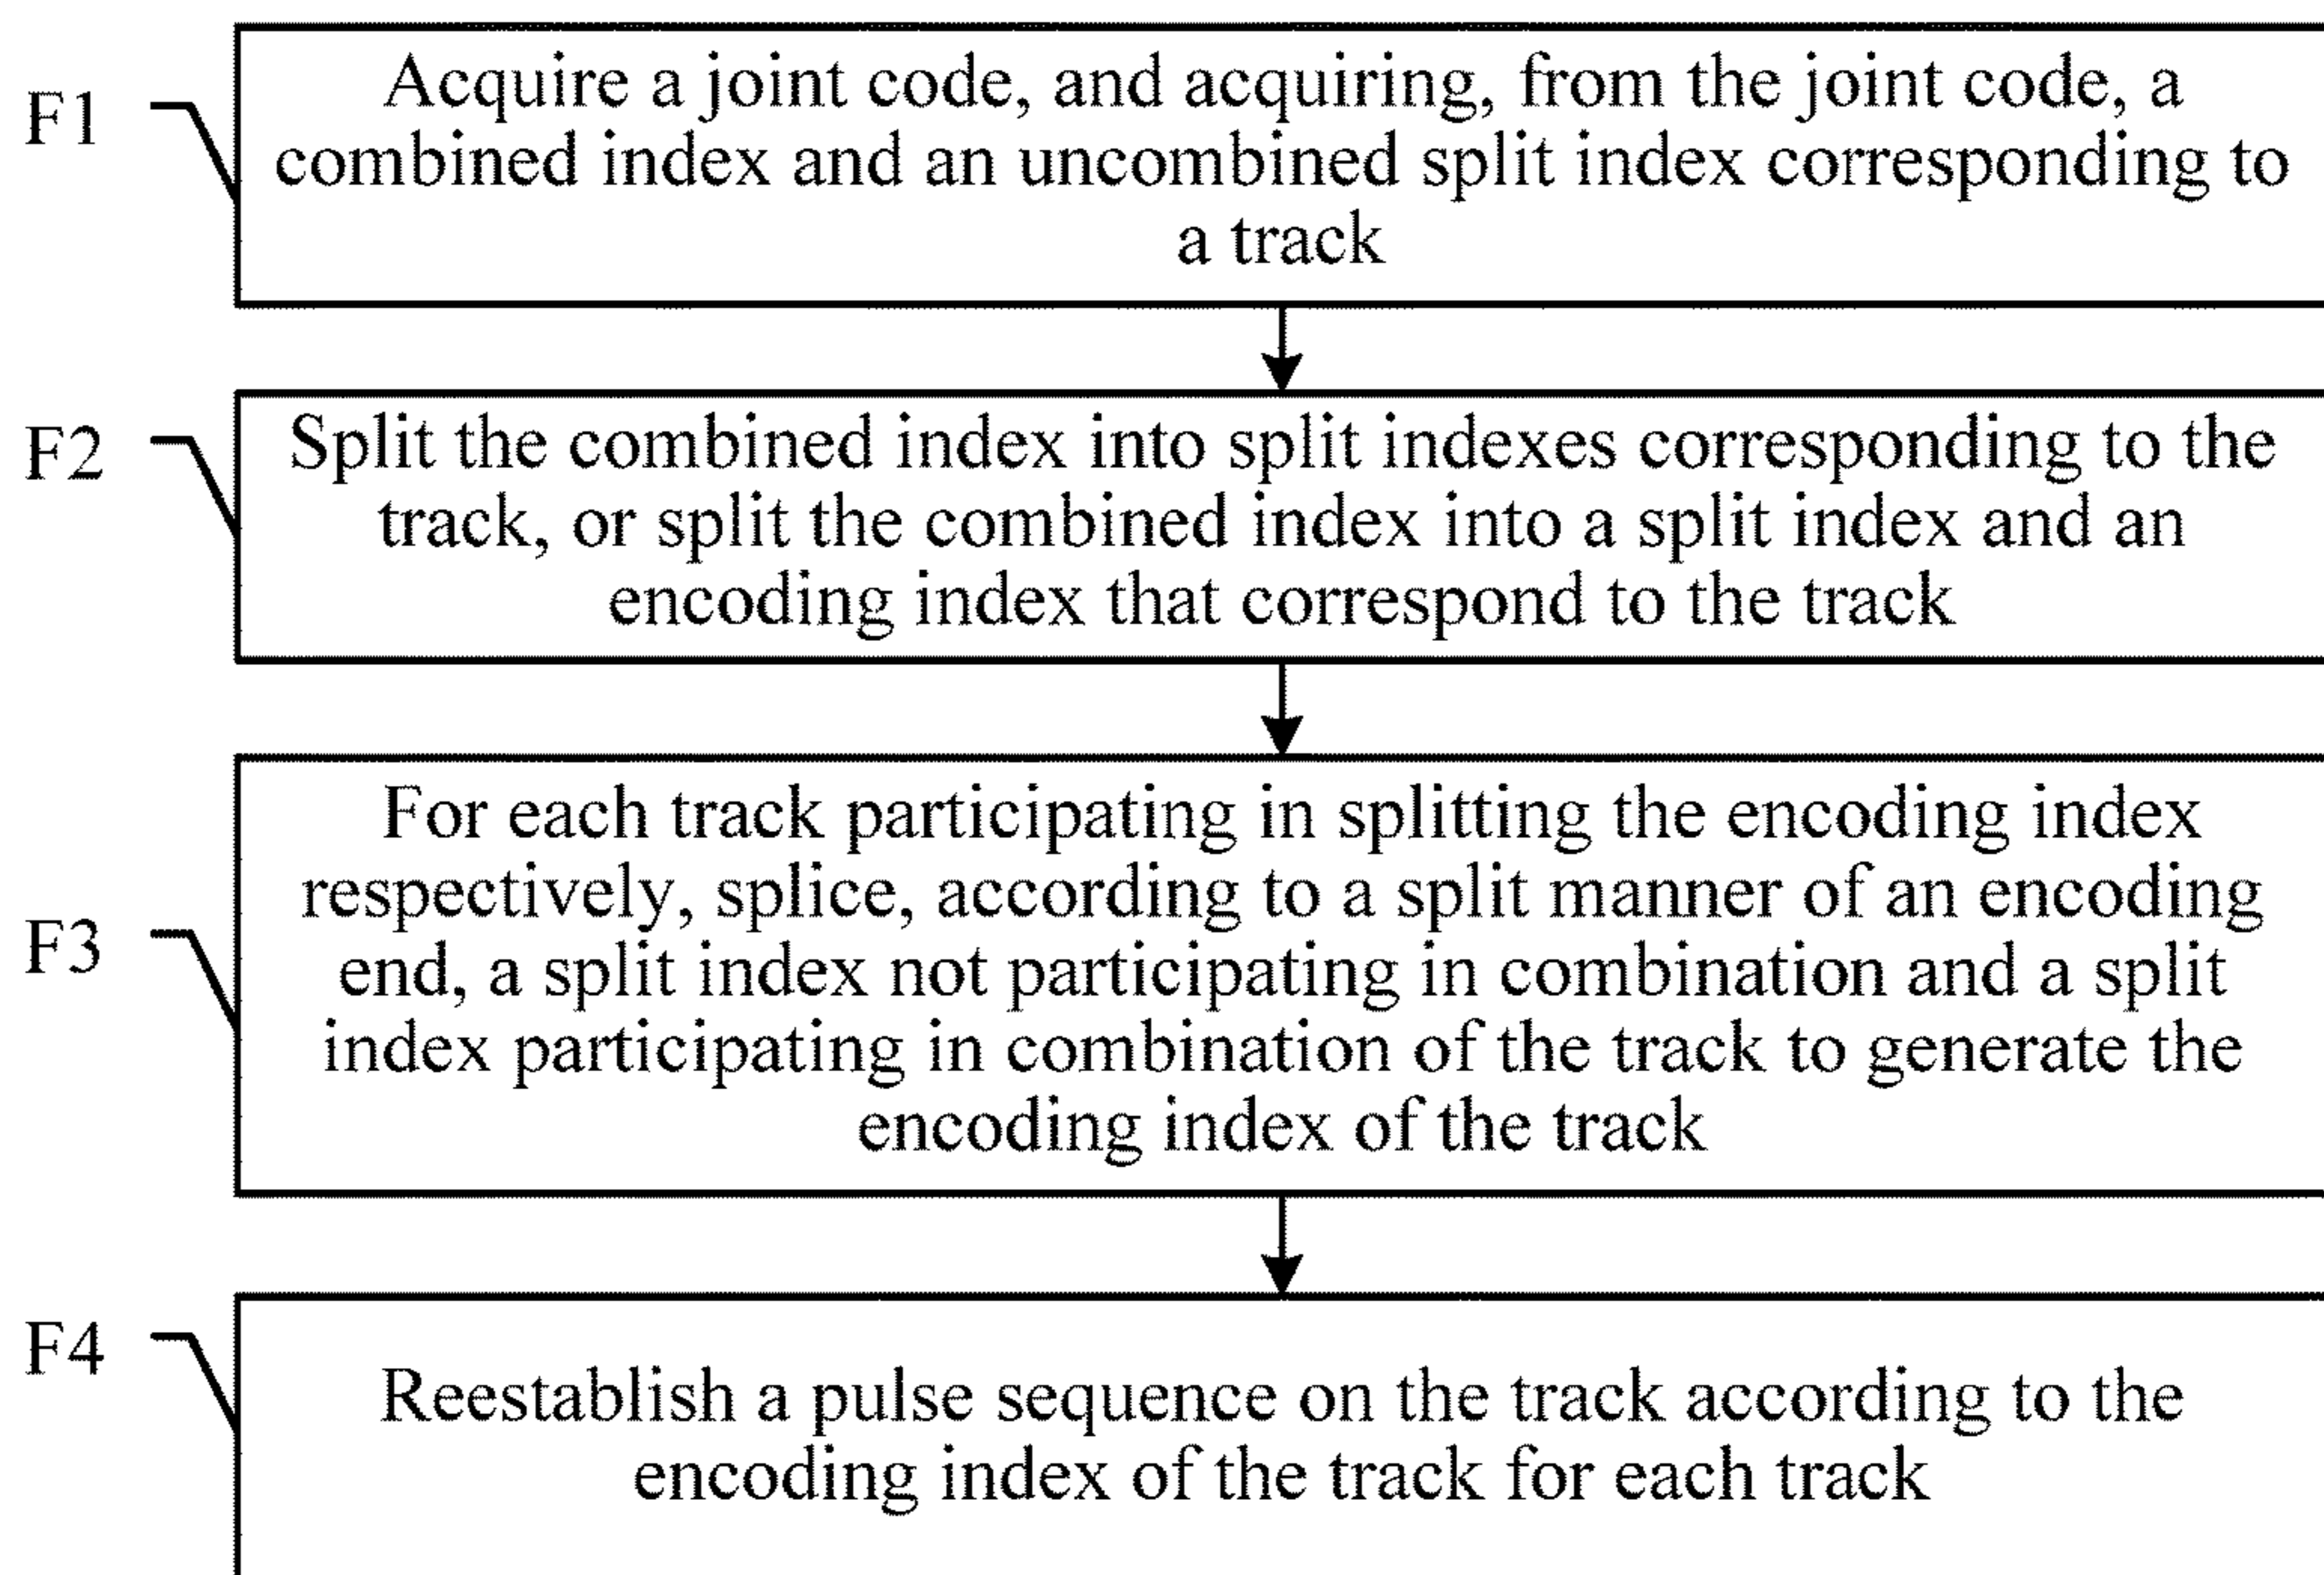 F1
Acquire a joint code, and acquiring, from the joint code, a
combined index and an uncombined split index corresponding to
a track
F2
Split the combined index into split indexes corresponding to the
track, or split the combined index into a split index and an
encoding index that correspond to the track
F3
For each track participating in splitting the encoding index
respectively, splice, according to a split manner of an encoding
end, a split index not participating in combination and a split
index participating in combination of the track to generate the
encoding index of the track
F4
Reestablish a pulse sequence on the track according to the
encoding index of the track for each track